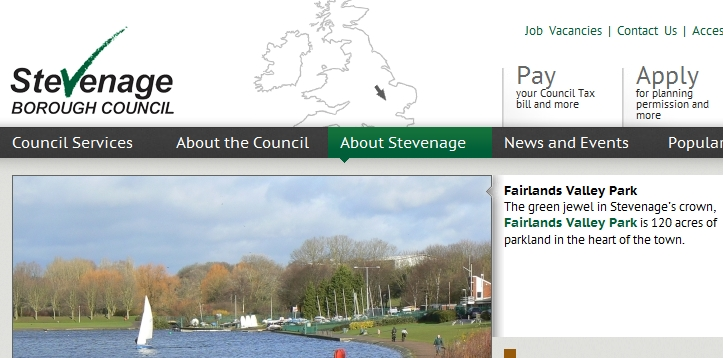 Job Vacancies | Contact Us |
Stevenage
BOROUGH COUNCIL
Pay
your Council Tax
bill and more
Apply
for planning
permission and
more
Council Services
About the Council
About Stevenage
News and Events
Fairlands Valley Park
The green jewel in Stevenage's crown,
Fairlands Valley Park is 120 acres of
parkland in the heart of the town.